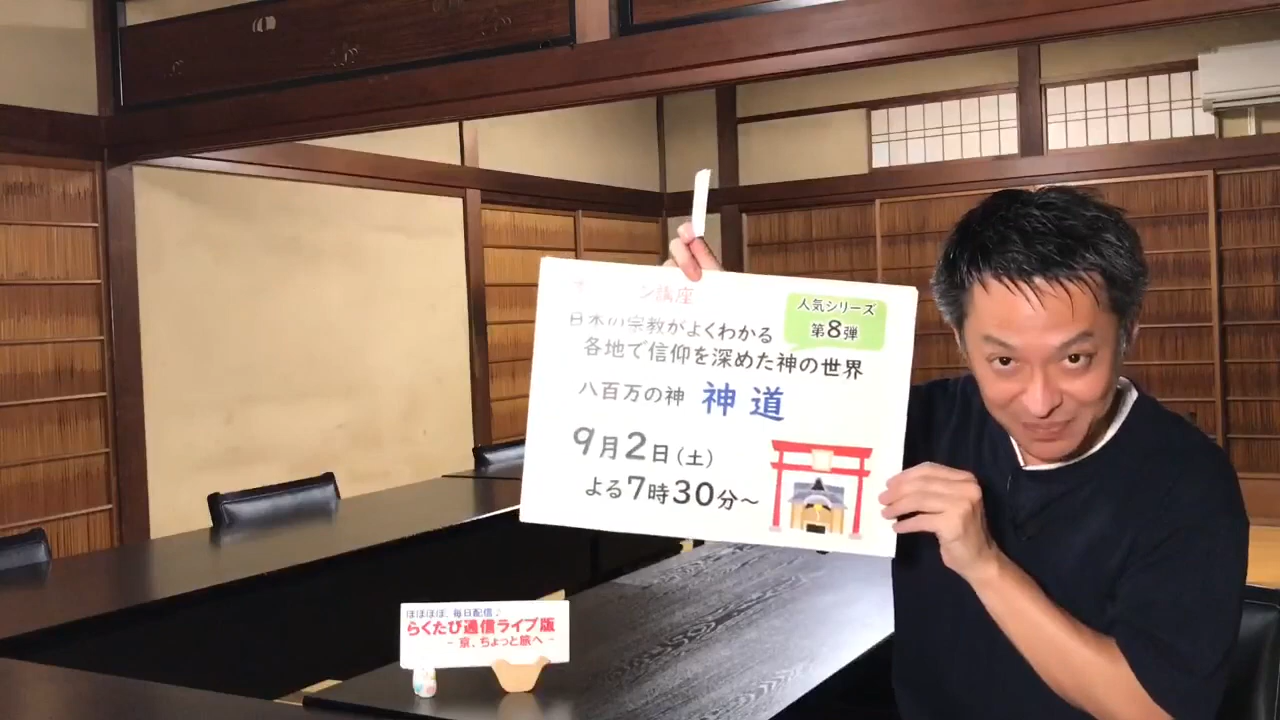 ン講座
日本の宗教がよくわかる
各地で信仰を深めた神の世界
人気シリーズ
第8弾
八百万の神 神道
9月2日(土)
よる7時30分～
ほぼほぼ、毎日配信♪
らくたび通信ライブ版
- 京、ちょっと旅へ -